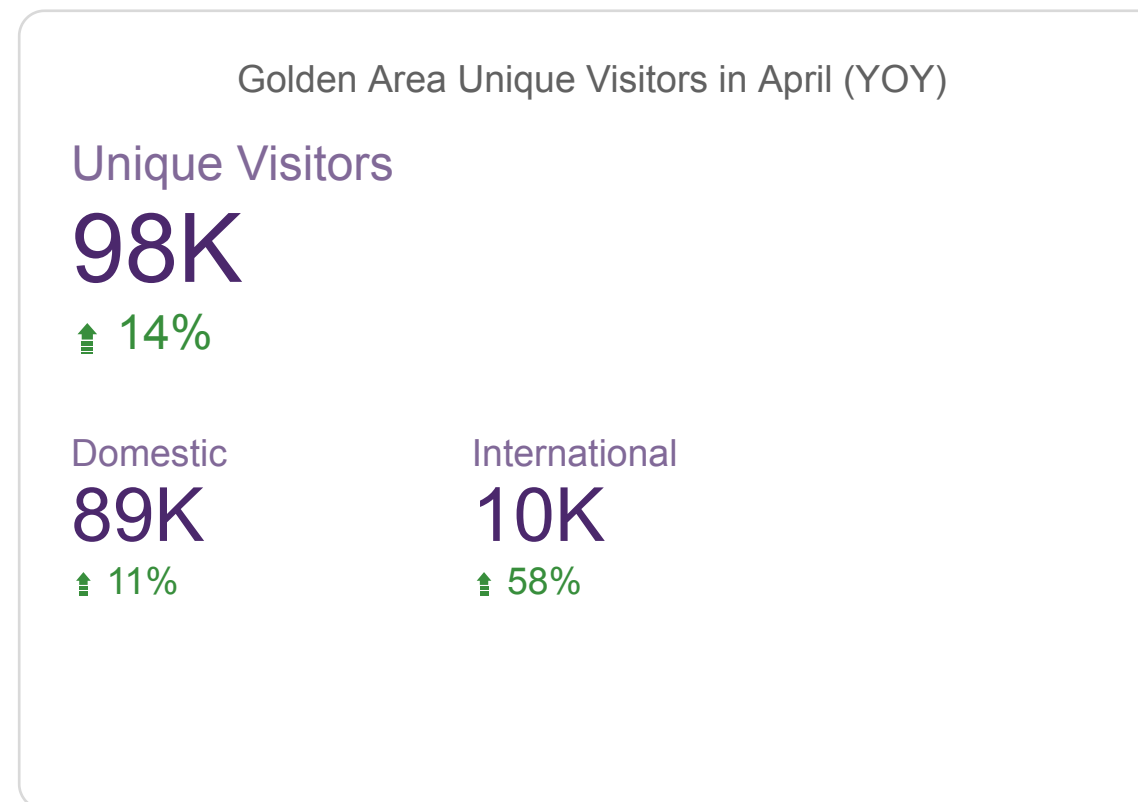 Golden Area Unique Visitors in April (YOY)
Unique Visitors
98K
14%
Domestic
89K
11%
International
10K
58%